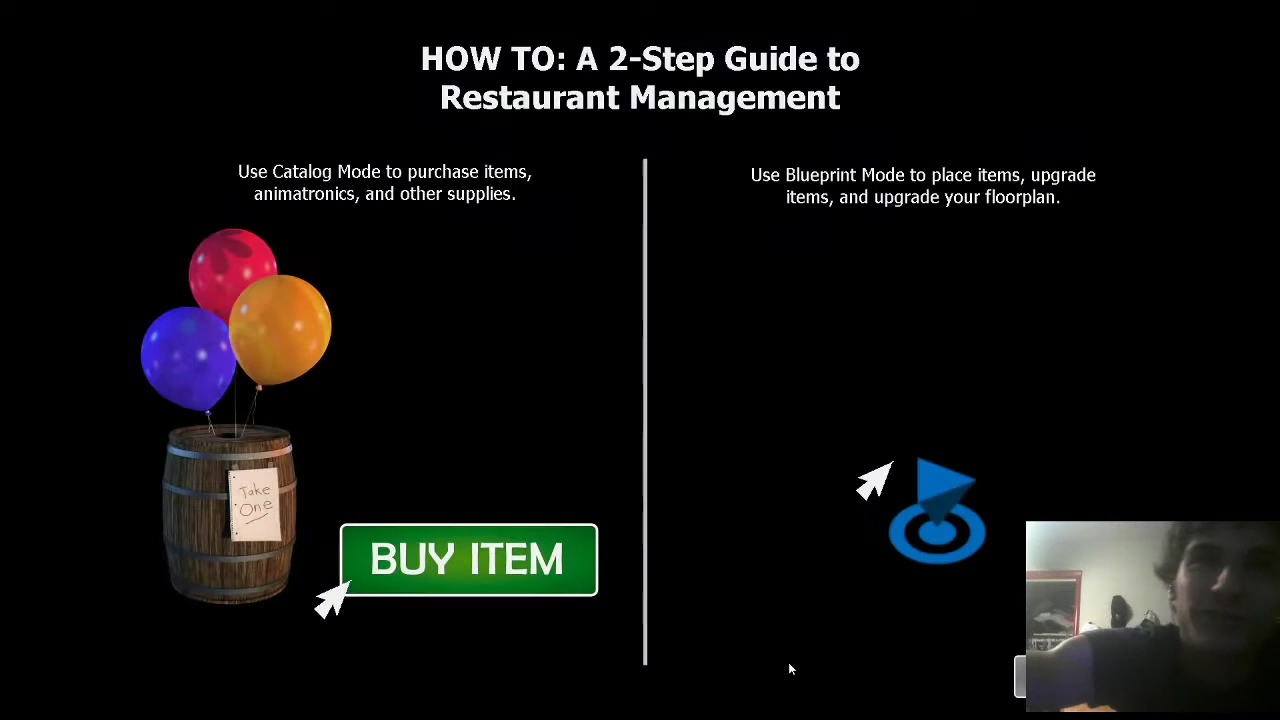 HOW TO: A 2-Step Guide to
Restaurant Management
Use Catalog Mode to purchase items,
animatronics, and other supplies.
Use Blueprint Mode to place items, upgrade
items, and upgrade your floorplan.
Take
One
BUY ITEM